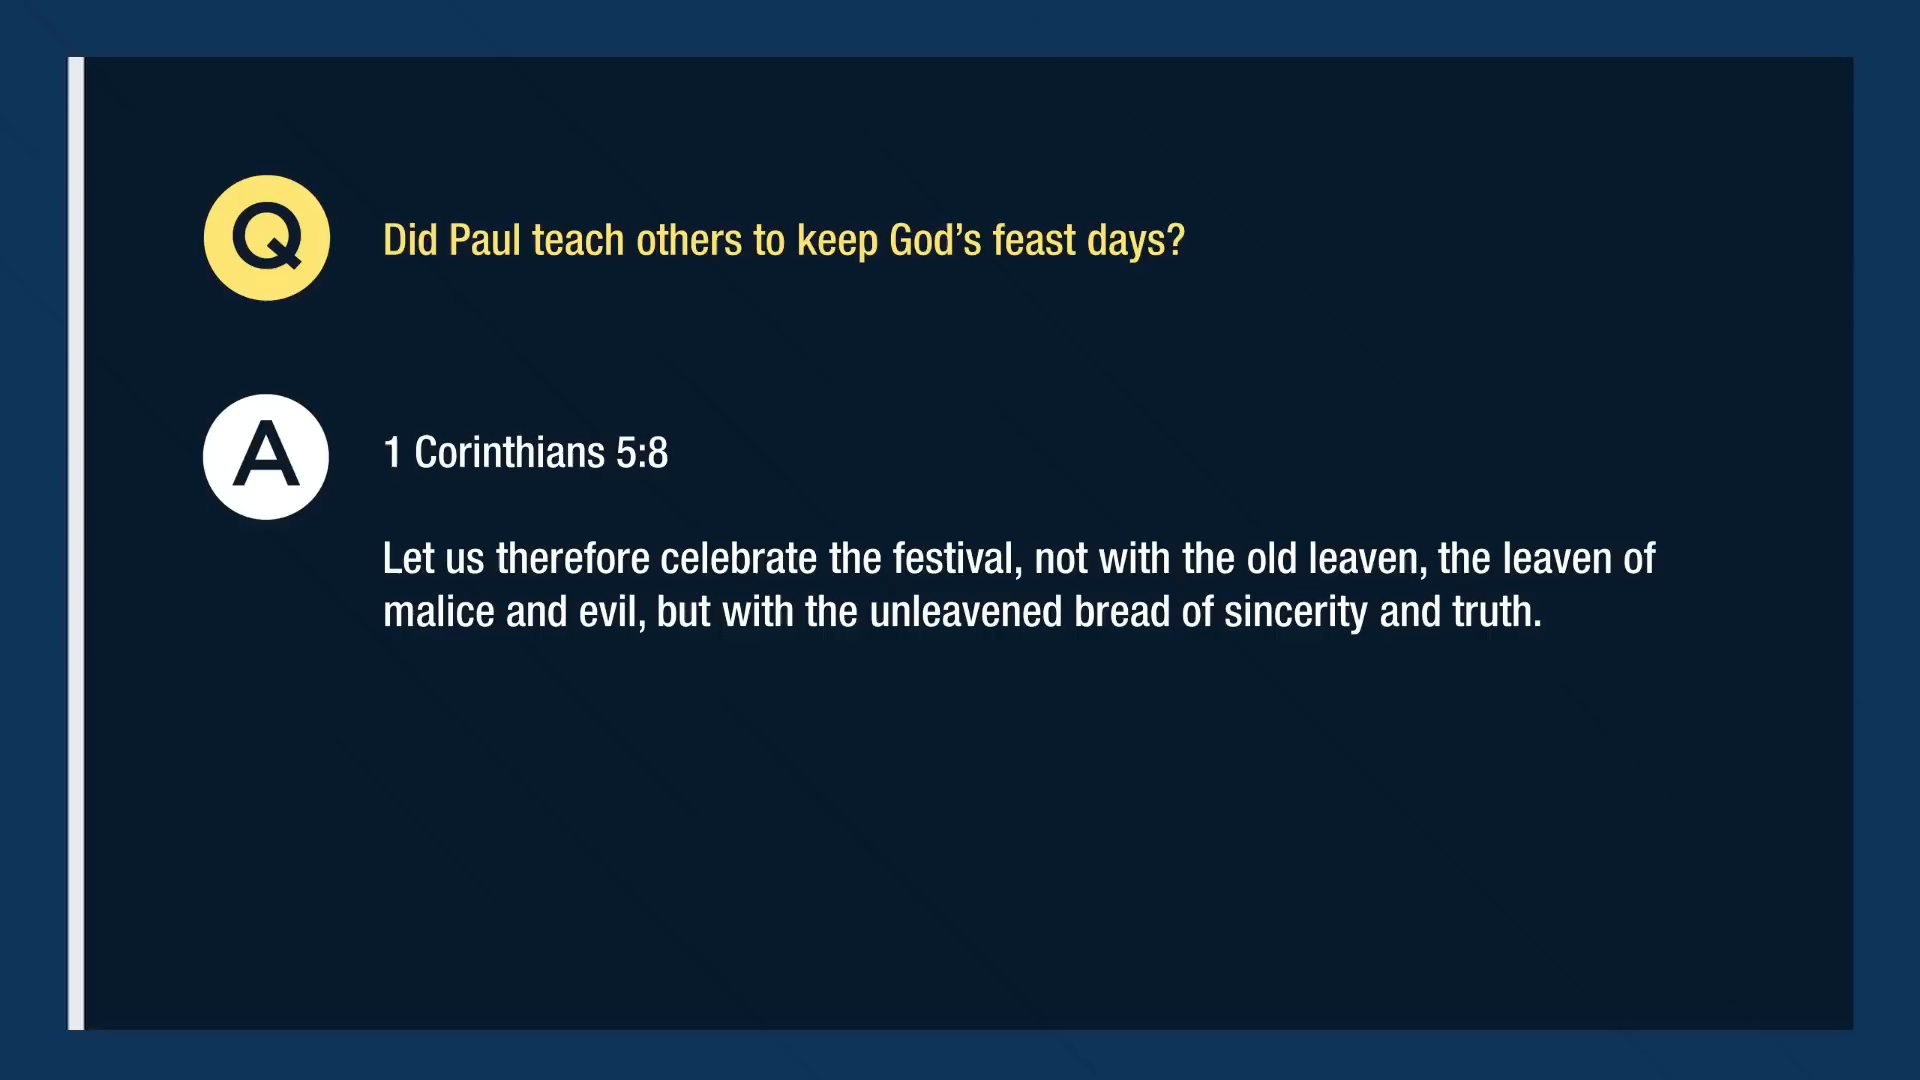 Q
Did Paul teach others to keep God’s feast days?
A
1 Corinthians 5:8
Let us therefore celebrate the festival, not with the old leaven, the leaven of
malice and evil, but with the unleavened bread of sincerity and truth.